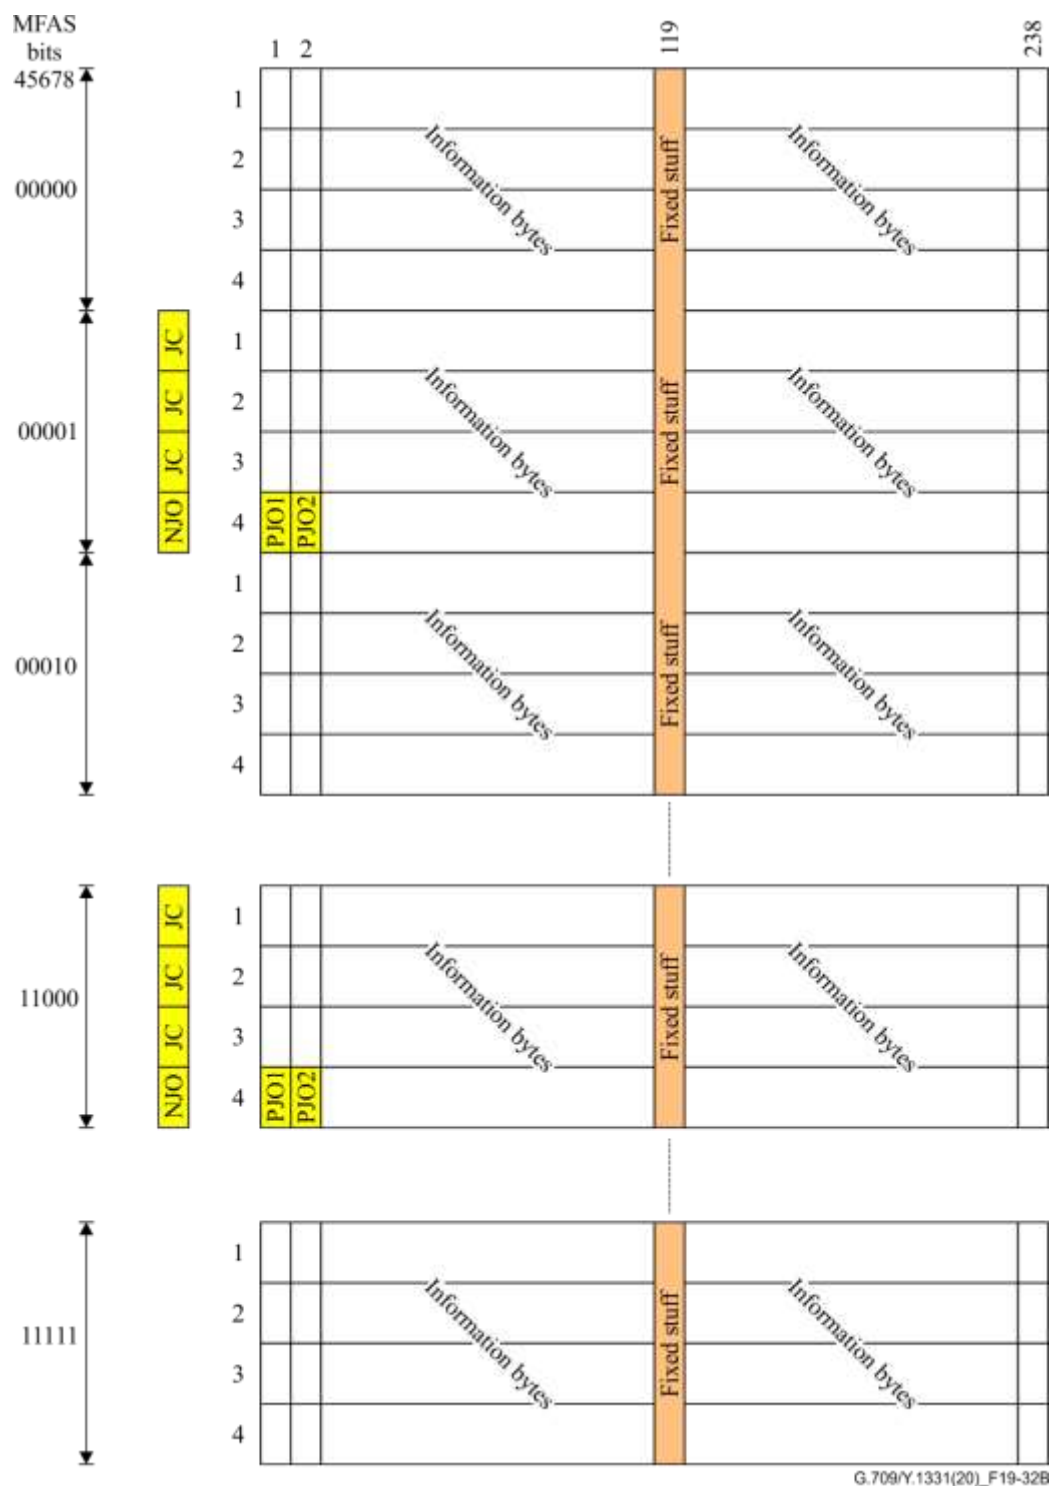 MFAS
bits
45678
1 2 119 238
1
2
3
4
00000
Information bytes
Fixed stuff
Information bytes
JC
JC
JC
NJO
1
2
3
4
00001
PJO1 PJO2
Information bytes
Fixed stuff
Information bytes
1
2
3
4
00010
Information bytes
Fixed stuff
Information bytes
JC
JC
JC
NJO
1
2
3
4
11000
PJO1 PJO2
Information bytes
Fixed stuff
Information bytes
1
2
3
4
11111
Information bytes
Fixed stuff
Information bytes
G.709/Y.1331(20)_F19-32B